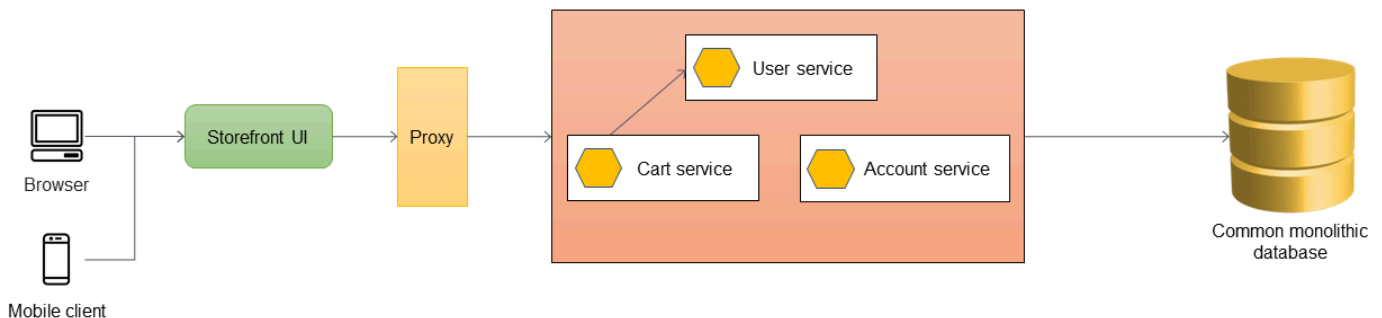 Browser
Mobile client
Storefront UI
Proxy
User service
Cart service
Account service
Common monolithic
database